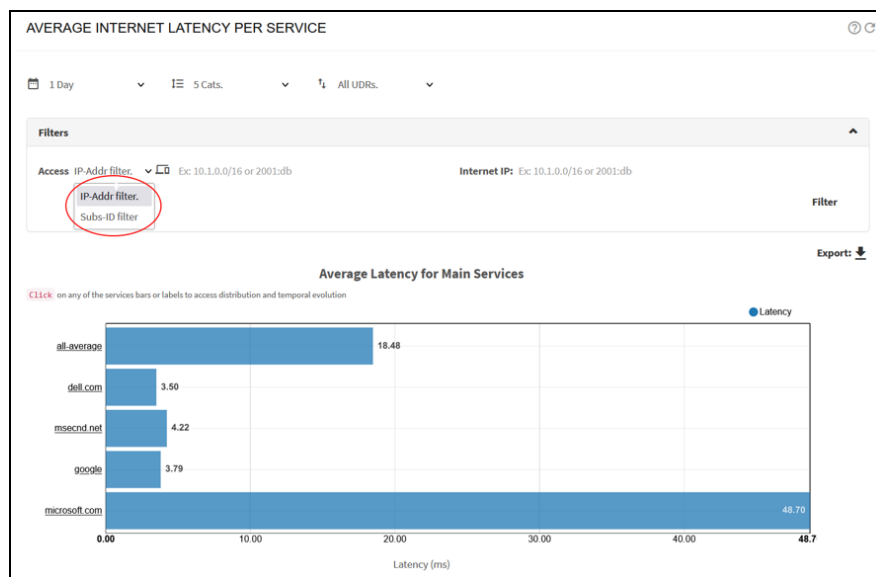 AVERAGE INTERNET LATENCY PER SERVICE
1 Day 5 Cats. All UDRs.
Filters
Access IP-Addr filter. Ex: 10.1.0.0/16 or 2001:db Internet IP: Ex: 10.1.0.0/16 or 2001:db
IP-Addr filter.
Subs-ID filter
Filter
Export:
Average Latency for Main Services
Click on any of the services bars or labels to access distribution and temporal evolution
Latency
all-average 18.48
dell.com 3.50
msecnd.net 4.22
google 3.79
microsoft.com 48.70
0.00 10.00 20.00 30.00 40.00 48.7
Latency (ms)